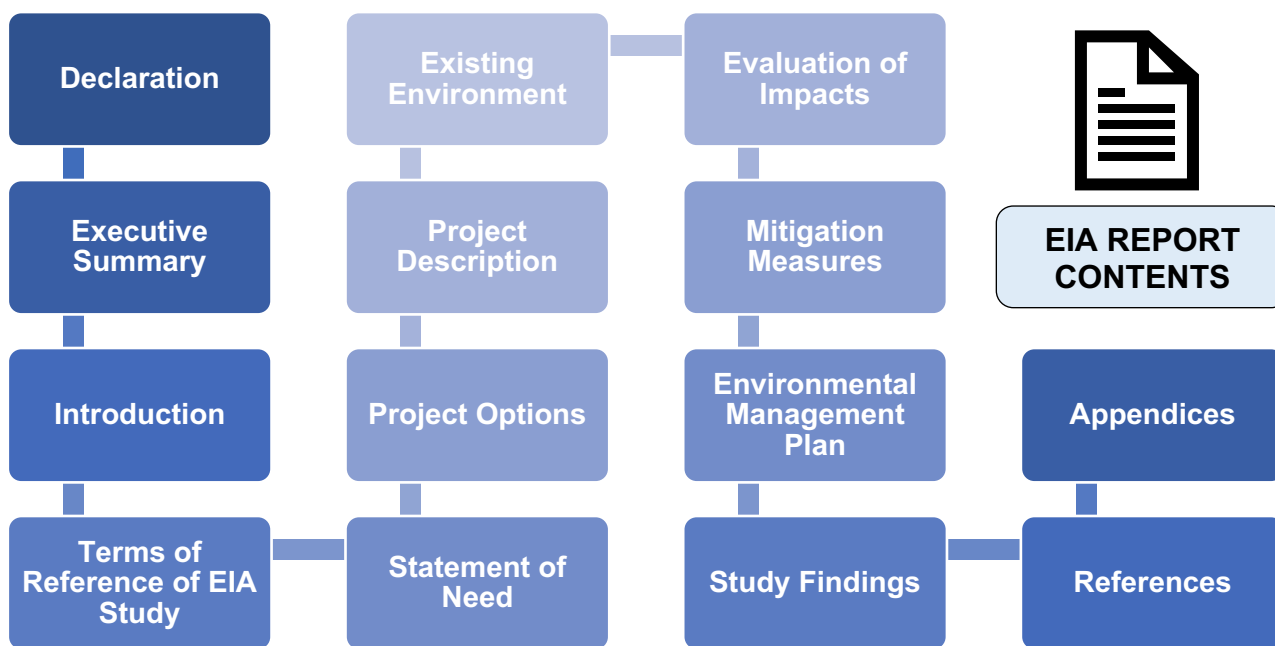 Declaration
Executive
Summary
Introduction
Terms of
Reference of EIA
Study
Statement of
Need
Project Options
Project
Description
Existing
Environment
Evaluation of
Impacts
Mitigation
Measures
Environmental
Management
Plan
Study Findings
References
Appendices
EIA REPORT
CONTENTS